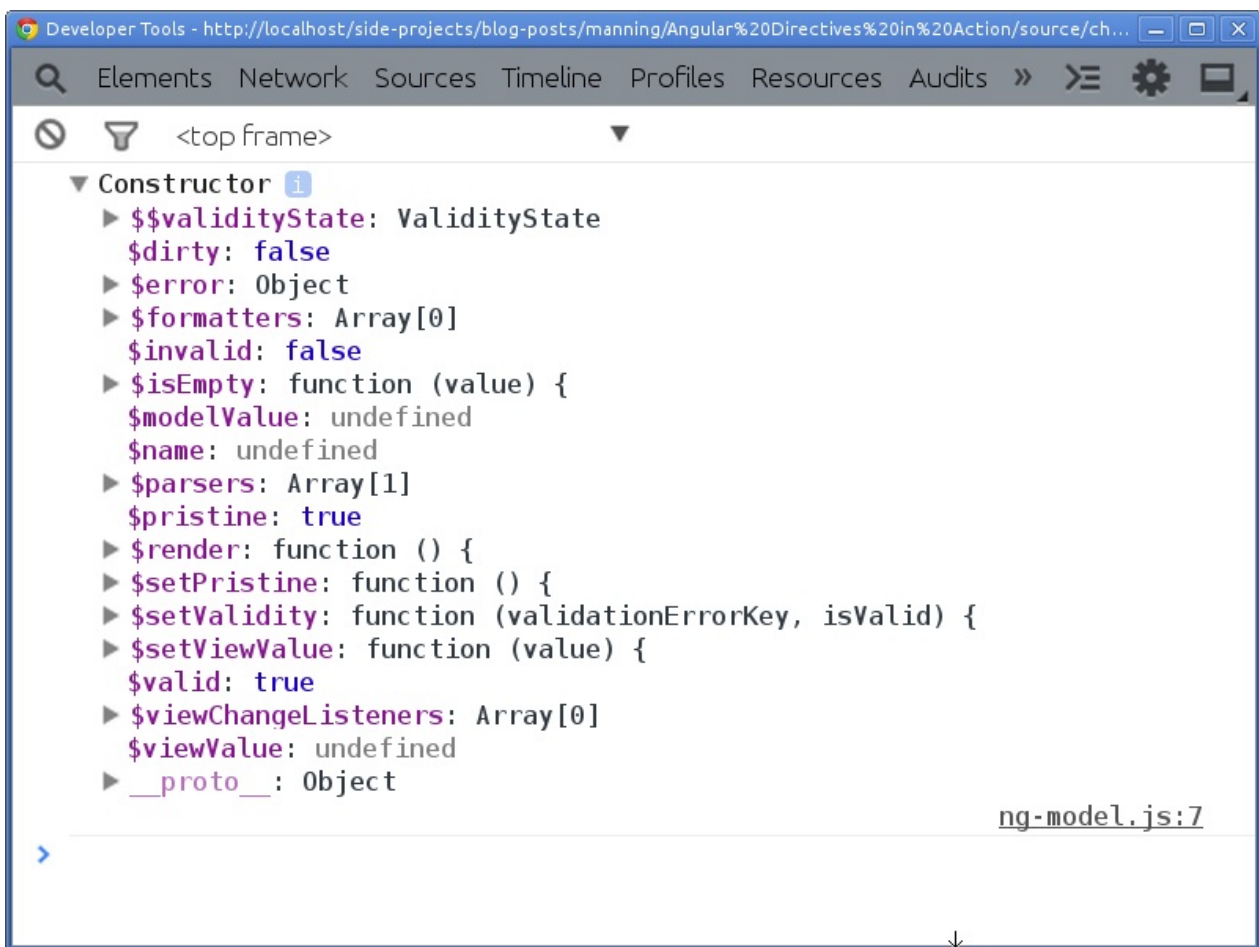 Developer Tools - http://localhost/side-projects/blog-posts/manning/Angular%20Directives%20in%20Action/source/ch...
Elements Network Sources Timeline Profiles Resources Audits »
<top frame>
Constructor i
$$validityState: ValidityState
$dirty: false
$error: Object
$formatters: Array[0]
$invalid: false
$isEmpty: function (value) {
$modelValue: undefined
$name: undefined
$parsers: Array[1]
$pristine: true
$render: function () {
$setPristine: function () {
$setValidity: function (validationErrorKey, isValid) {
$setViewValue: function (value) {
$valid: true
$viewChangeListeners: Array[0]
$viewValue: undefined
__proto__: Object
ng-model.js:7